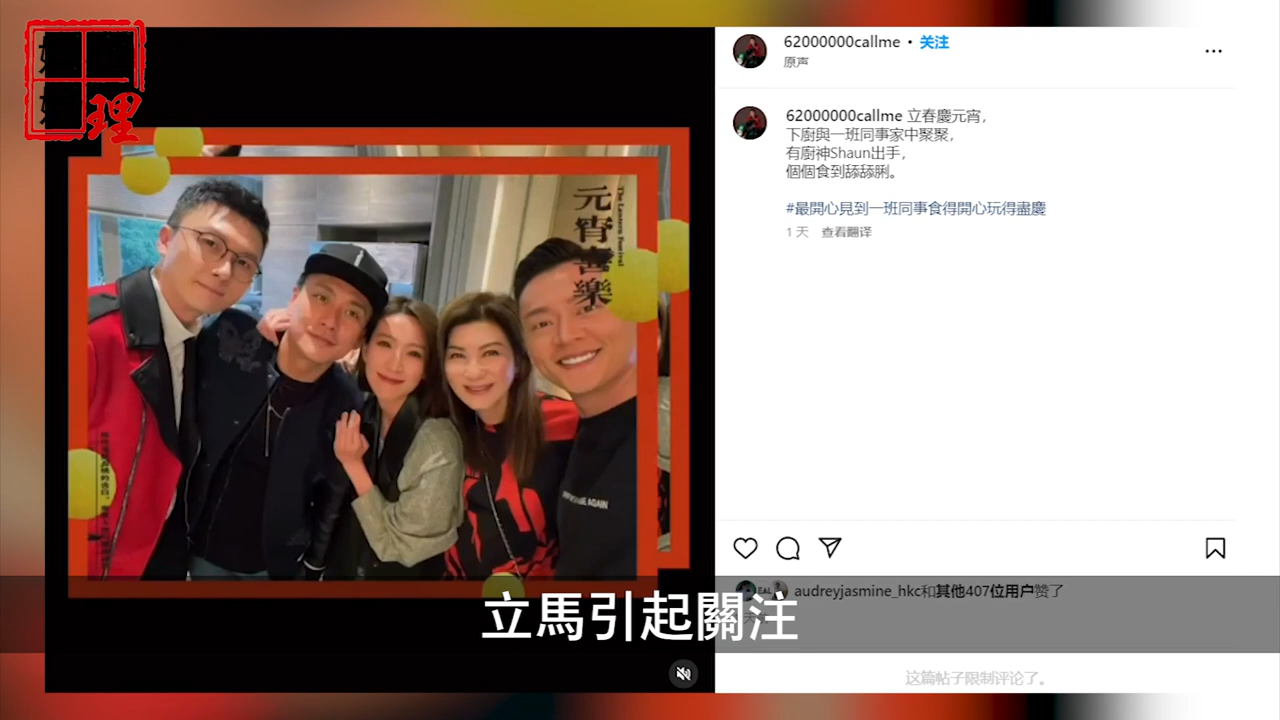 理
元宵喜樂
The Lantern Festival
AGAIN
62000000callme • 关注
原声
62000000callme 立春慶元宵，
下廚與一班同事家中聚聚，
有廚神Shaun出手，
個個食到舔舔脷。
#最開心見到一班同事食得開心玩得盡慶
1 天 查看翻译
audreyjasmine_hkc和其他407位用户赞了
立馬引起關注
这篇帖子限制评论了。